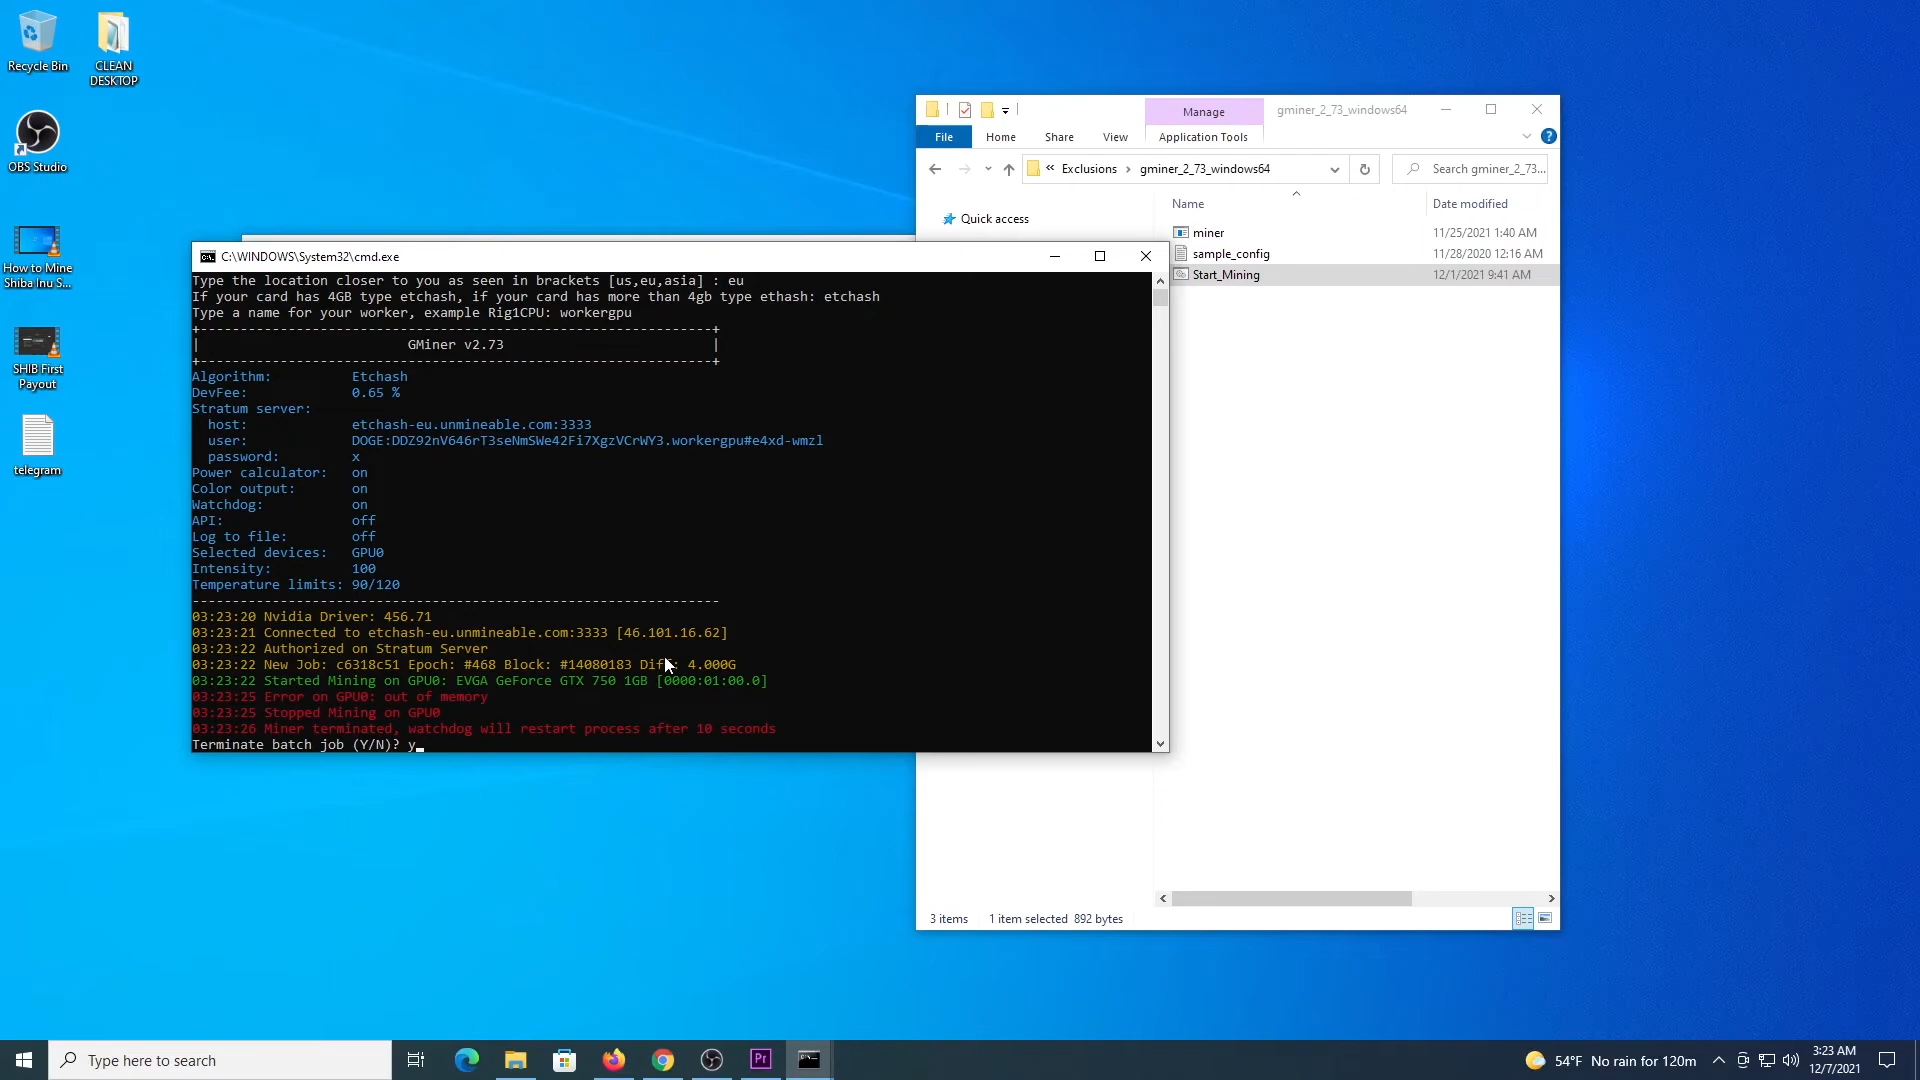 Recycle Bin
CLEAN
DESKTOP
OBS Studio
How to Mine
Shiba Inu S...
SHIB First
Payout
telegram
Manage
gminer_2_73_windows64
File
Home
Share
View
Application Tools
« Exclusions › gminer_2_73_windows64
Search gminer_2_73...
Quick access
Name
Date modified
miner
11/25/2021 1:40 AM
sample_config
11/28/2020 12:16 AM
Start_Mining
12/1/2021 9:41 AM
3 items
1 item selected 892 bytes
C:\WINDOWS\System32\cmd.exe
Type the location closer to you as seen in brackets [us,eu,asia] : eu
If your card has 4GB type etchash, if your card has more than 4gb type ethash: etchash
Type a name for your worker, example Rig1CPU: workergpu
+----------------------------------------------------------------+
| GMiner v2.73 |
+----------------------------------------------------------------+
Algorithm: Etchash
DevFee: 0.65 %
Stratum server:
host: etchash-eu.unmineable.com:3333
user: DOGE:DDZ92nV646rT3seNmSWe42Fi7XgzVCrWY3.workergpu#e4xd-wmzl
password: x
Power calculator: on
Color output: on
Watchdog: on
API: off
Log to file: off
Selected devices: GPU0
Intensity: 100
Temperature limits: 90/120
------------------------------------------------------------------
03:23:20 Nvidia Driver: 456.71
03:23:21 Connected to etchash-eu.unmineable.com:3333 [46.101.16.62]
03:23:22 Authorized on Stratum Server
03:23:22 New Job: c6318c51 Epoch: #468 Block: #14080183 Diff: 4.000G
03:23:22 Started Mining on GPU0: EVGA GeForce GTX 750 1GB [0000:01:00.0]
03:23:25 Error on GPU0: out of memory
03:23:25 Stopped Mining on GPU0
03:23:26 Miner terminated, watchdog will restart process after 10 seconds
Terminate batch job (Y/N)? y_
Type here to search
Pr
54°F No rain for 120m
3:23 AM
12/7/2021